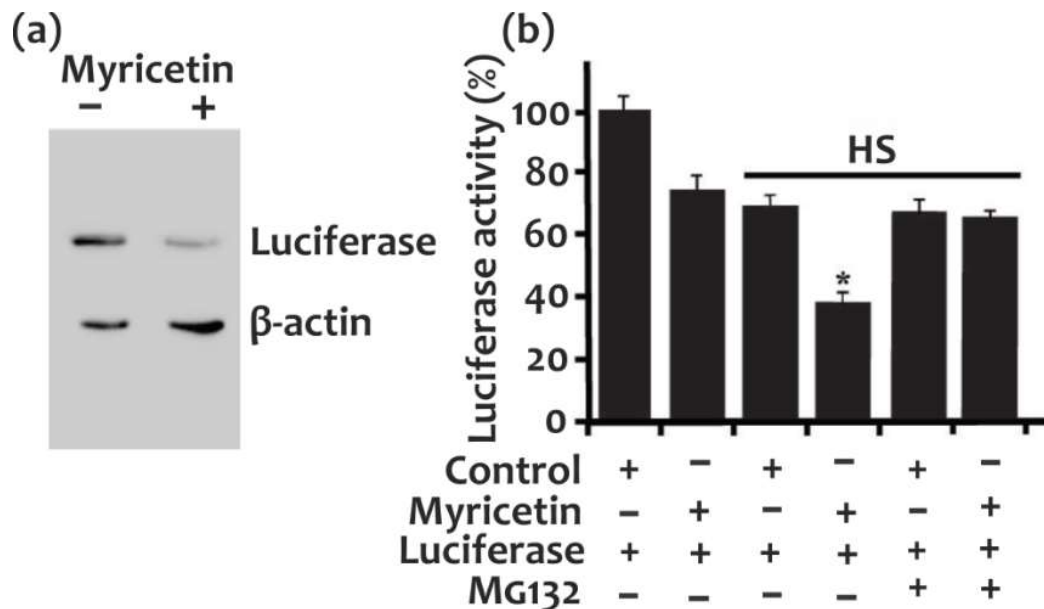 (a)
Myricetin
– +
Luciferase
β-actin
(b)
Luciferase activity (%)
100
80
60
40
20
0
HS
*
Control + – + – + –
Myricetin – + – + – +
Luciferase + + + + + +
MG132 – – – – + +